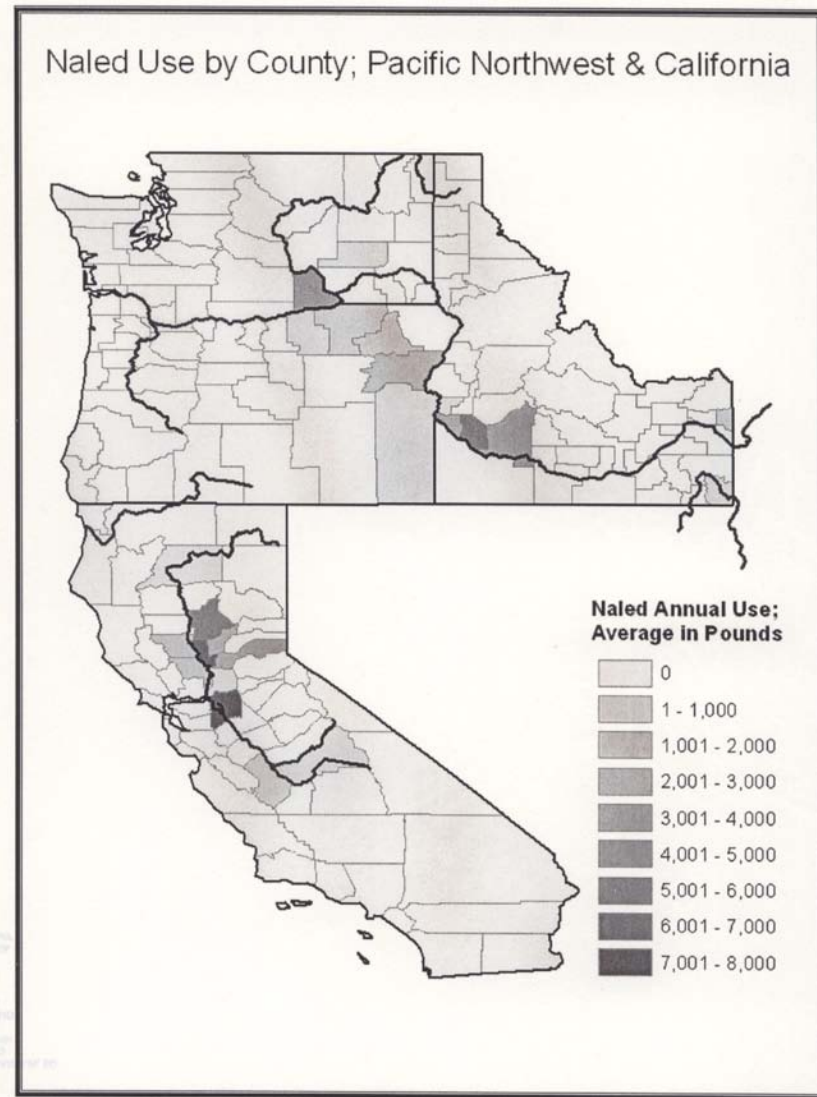 Naled Use by County; Pacific Northwest & California
Naled Annual Use;
Average in Pounds
0
1 - 1,000
1,001 - 2,000
2,001 - 3,000
3,001 - 4,000
4,001 - 5,000
5,001 - 6,000
6,001 - 7,000
7,001 - 8,000